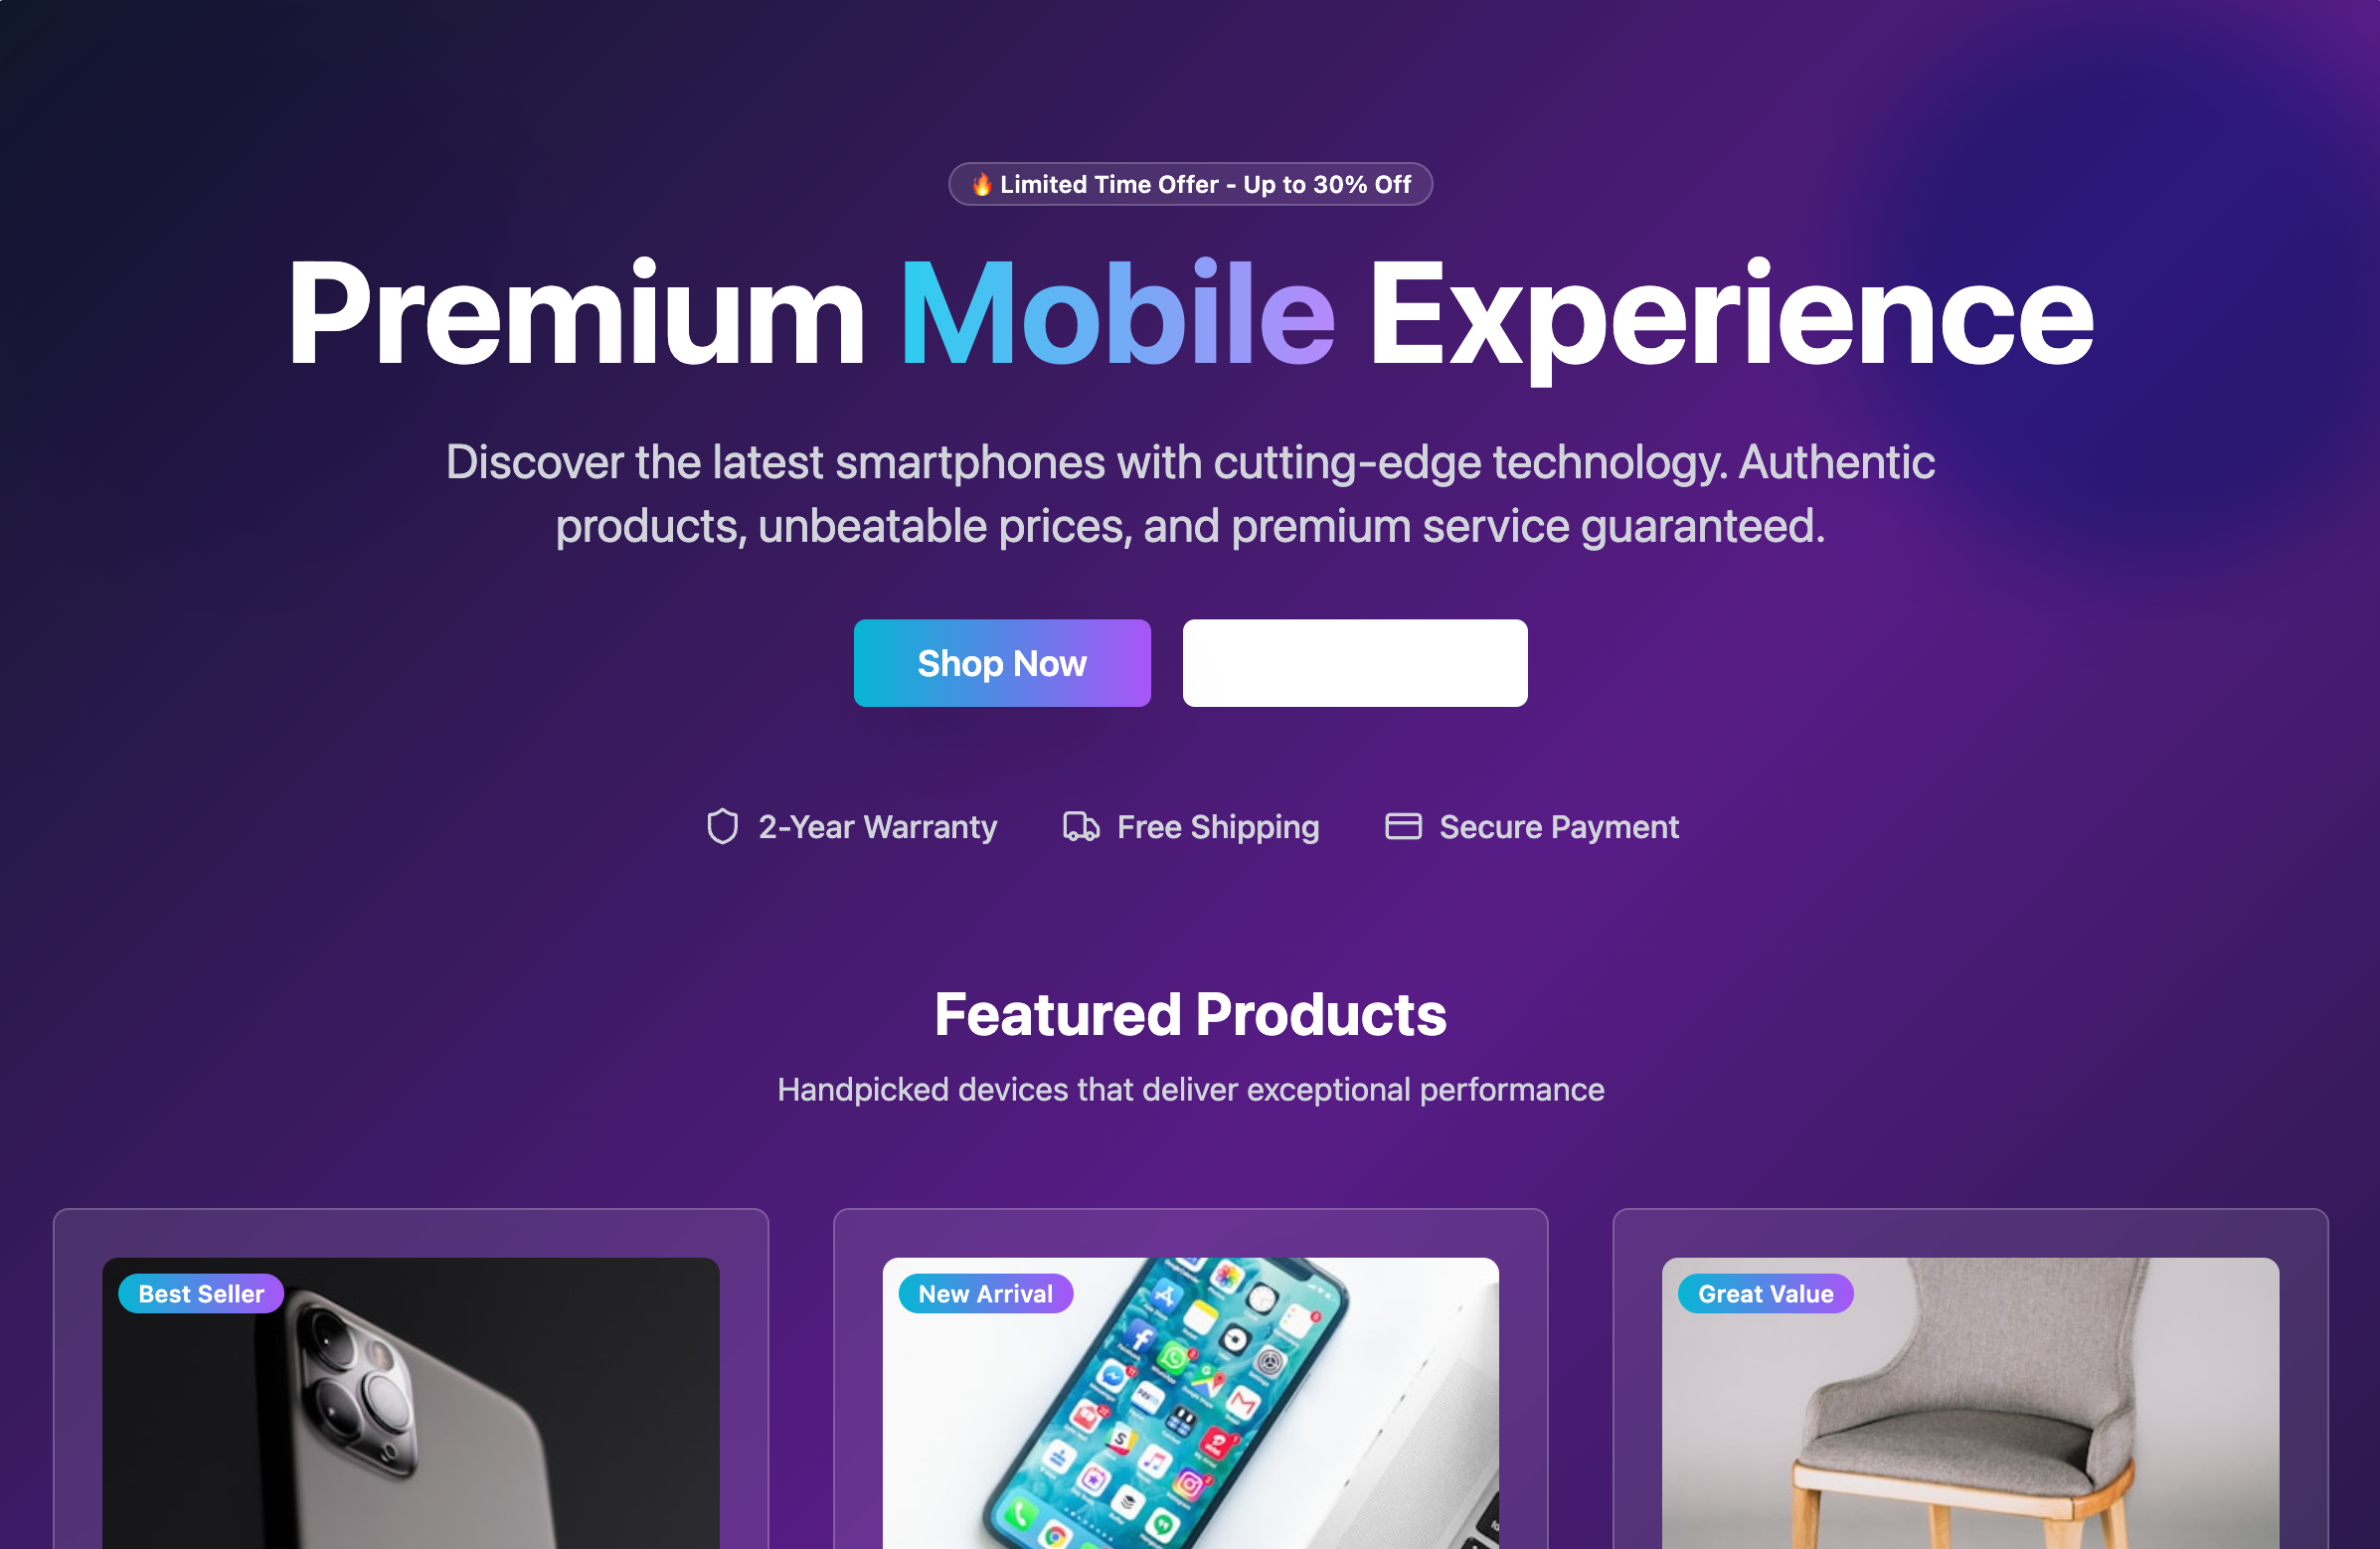 🔥 Limited Time Offer - Up to 30% Off
Premium Mobile Experience
Discover the latest smartphones with cutting-edge technology. Authentic
products, unbeatable prices, and premium service guaranteed.
Shop Now
2-Year Warranty
Free Shipping
Secure Payment
Featured Products
Handpicked devices that deliver exceptional performance
Best Seller
New Arrival
Great Value